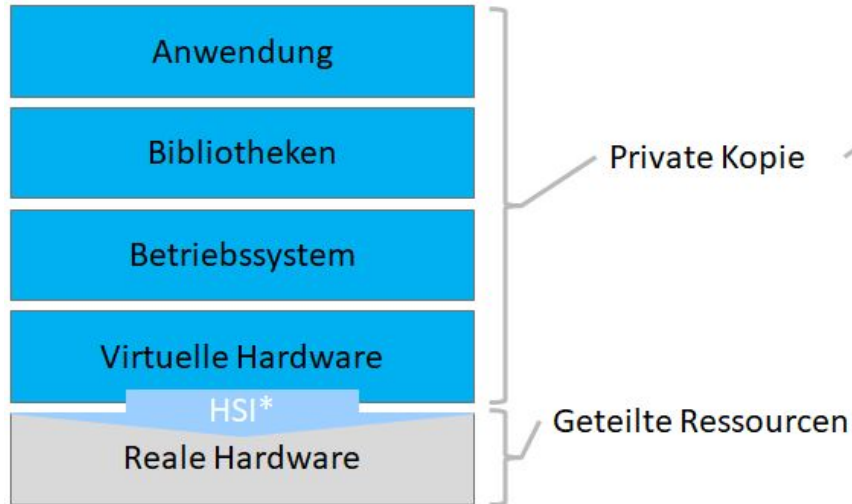 Anwendung
Bibliotheken
Private Kopie
Betriebssystem
Virtuelle Hardware
HSI*
Geteilte Ressourcen
Reale Hardware